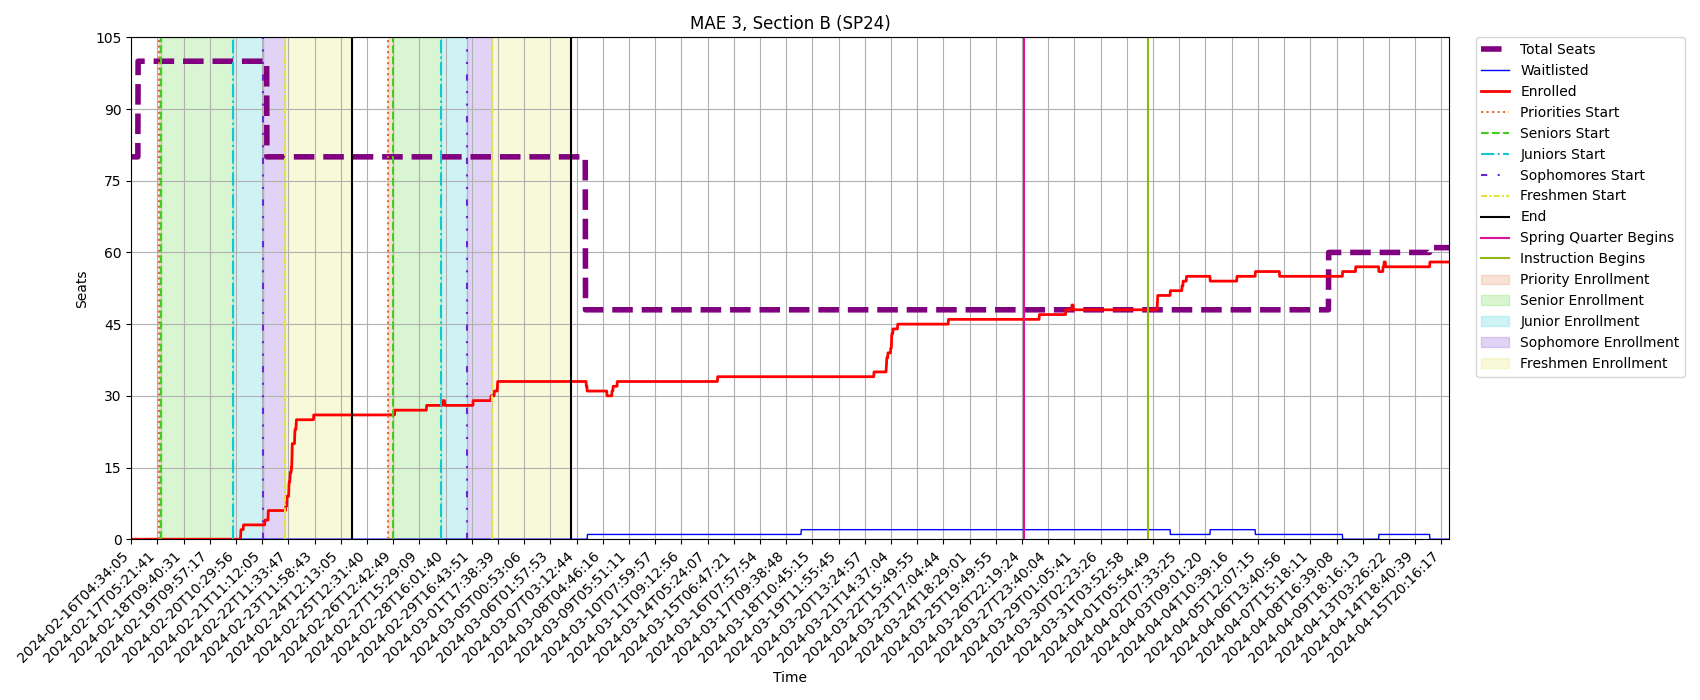 MAE 3, Section B (SP24)
105
90
75
60
45
30
15
0
Seats
2024-02-16T04:34:05
2024-02-17T05:21:41
2024-02-18T09:40:31
2024-02-19T09:57:17
2024-02-20T10:29:56
2024-02-21T11:12:05
2024-02-22T11:33:47
2024-02-23T11:58:43
2024-02-24T12:13:05
2024-02-25T12:31:40
2024-02-26T12:42:49
2024-02-27T15:29:09
2024-02-28T16:01:40
2024-02-29T16:43:51
2024-03-01T17:38:39
2024-03-05T00:53:06
2024-03-06T01:57:53
2024-03-07T03:12:44
2024-03-08T04:46:16
2024-03-09T05:51:11
2024-03-10T07:59:57
2024-03-11T09:12:56
2024-03-14T05:24:07
2024-03-15T06:47:21
2024-03-16T07:57:54
2024-03-17T09:38:48
2024-03-18T10:45:15
2024-03-19T11:55:45
2024-03-20T13:24:57
2024-03-21T14:37:04
2024-03-22T15:49:55
2024-03-23T17:04:44
2024-03-24T18:29:01
2024-03-25T19:49:55
2024-03-26T22:19:24
2024-03-27T23:40:04
2024-03-29T01:05:41
2024-03-30T02:23:26
2024-03-31T03:52:58
2024-04-01T05:54:49
2024-04-02T07:33:25
2024-04-03T09:01:20
2024-04-04T10:39:16
2024-04-05T12:07:15
2024-04-06T13:40:56
2024-04-07T15:18:11
2024-04-08T16:39:08
2024-04-09T18:16:13
2024-04-13T03:26:22
2024-04-14T18:40:39
2024-04-15T20:16:17
Time
Total Seats
Waitlisted
Enrolled
Priorities Start
Seniors Start
Juniors Start
Sophomores Start
Freshmen Start
End
Spring Quarter Begins
Instruction Begins
Priority Enrollment
Senior Enrollment
Junior Enrollment
Sophomore Enrollment
Freshmen Enrollment